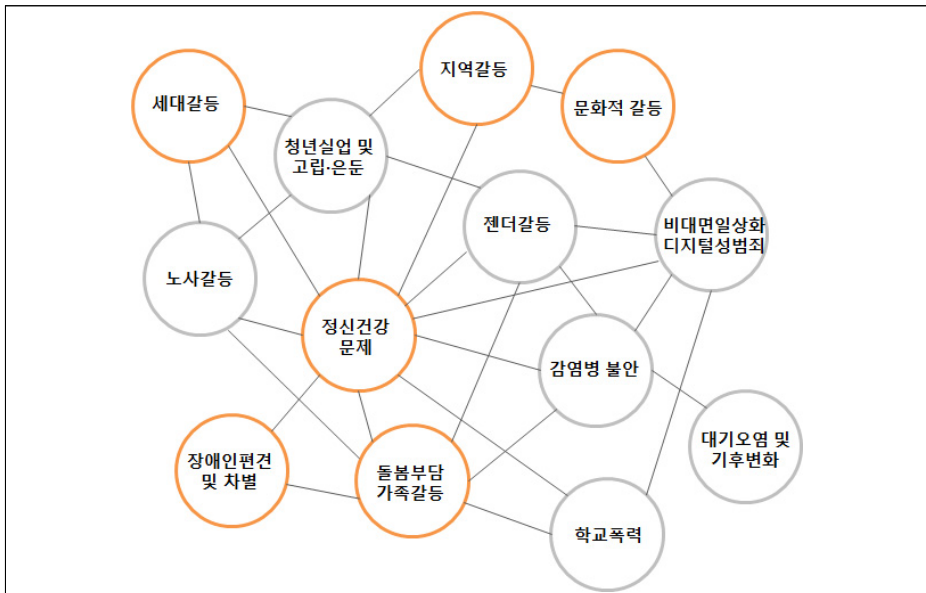 지역갈등
세대갈등
문화적 갈등
청년실업 및
고립·은둔
젠더갈등
비대면일상화
디지털성범죄
노사갈등
정신건강
문제
감염병 불안
대기오염 및
기후변화
장애인편견
및 차별
돌봄부담
가족갈등
학교폭력